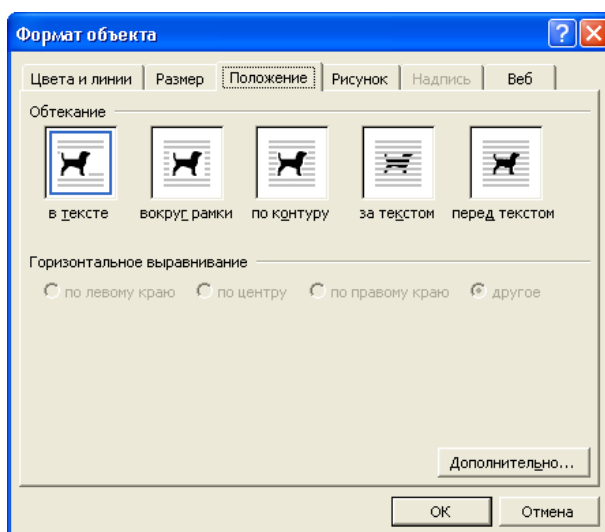 Формат объекта
Цвета и линии Размер Положение Рисунок Надпись Веб
Обтекание
в тексте вокруг рамки по контуру за текстом перед текстом
Горизонтальное выравнивание
по левому краю по центру по правому краю другое
Дополнительно...
ОК Отмена